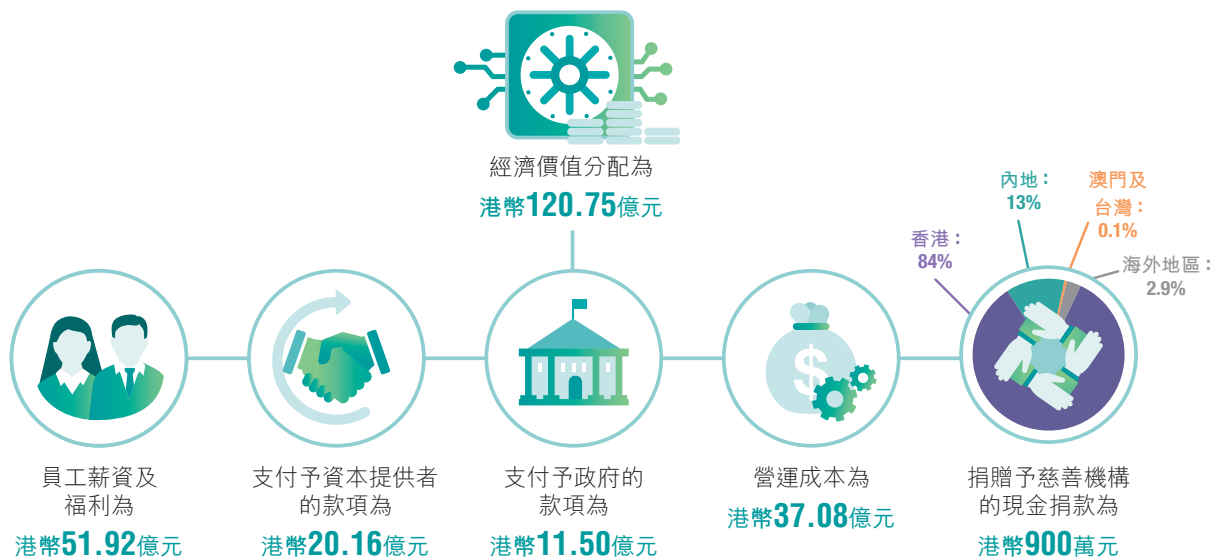 經濟價值分配為
港幣120.75億元
內地：
13%
澳門及
台灣：
0.1%
香港：
84%
海外地區：
2.9%
$
員工薪資及
福利為
港幣51.92億元
支付予資本提供者
的款項為
港幣20.16億元
支付予政府的
款項為
港幣11.50億元
營運成本為
港幣37.08億元
捐贈予慈善機構
的現金捐款為
港幣900萬元